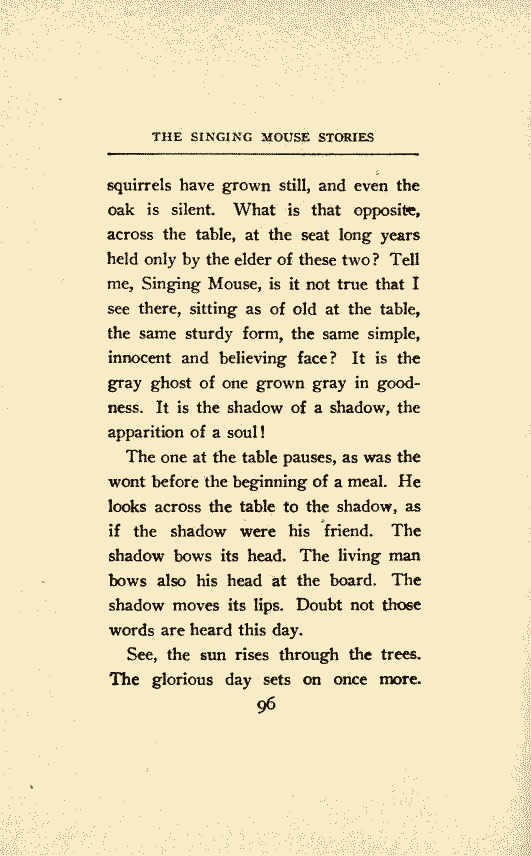 THE SINGING MOUSE STORIES
squirrels have grown still, and even the
oak is silent. What is that opposite,
across the table, at the seat long years
held only by the elder of these two? Tell
me, Singing Mouse, is it not true that I
see there, sitting as of old at the table,
the same sturdy form, the same simple,
innocent and believing face? It is the
gray ghost of one grown gray in good-
ness. It is the shadow of a shadow, the
apparition of a soul!
The one at the table pauses, as was the
wont before the beginning of a meal. He
looks across the table to the shadow, as
if the shadow were his friend. The
shadow bows its head. The living man
bows also his head at the board. The
shadow moves its lips. Doubt not those
words are heard this day.
See, the sun rises through the trees.
The glorious day sets on once more.
96